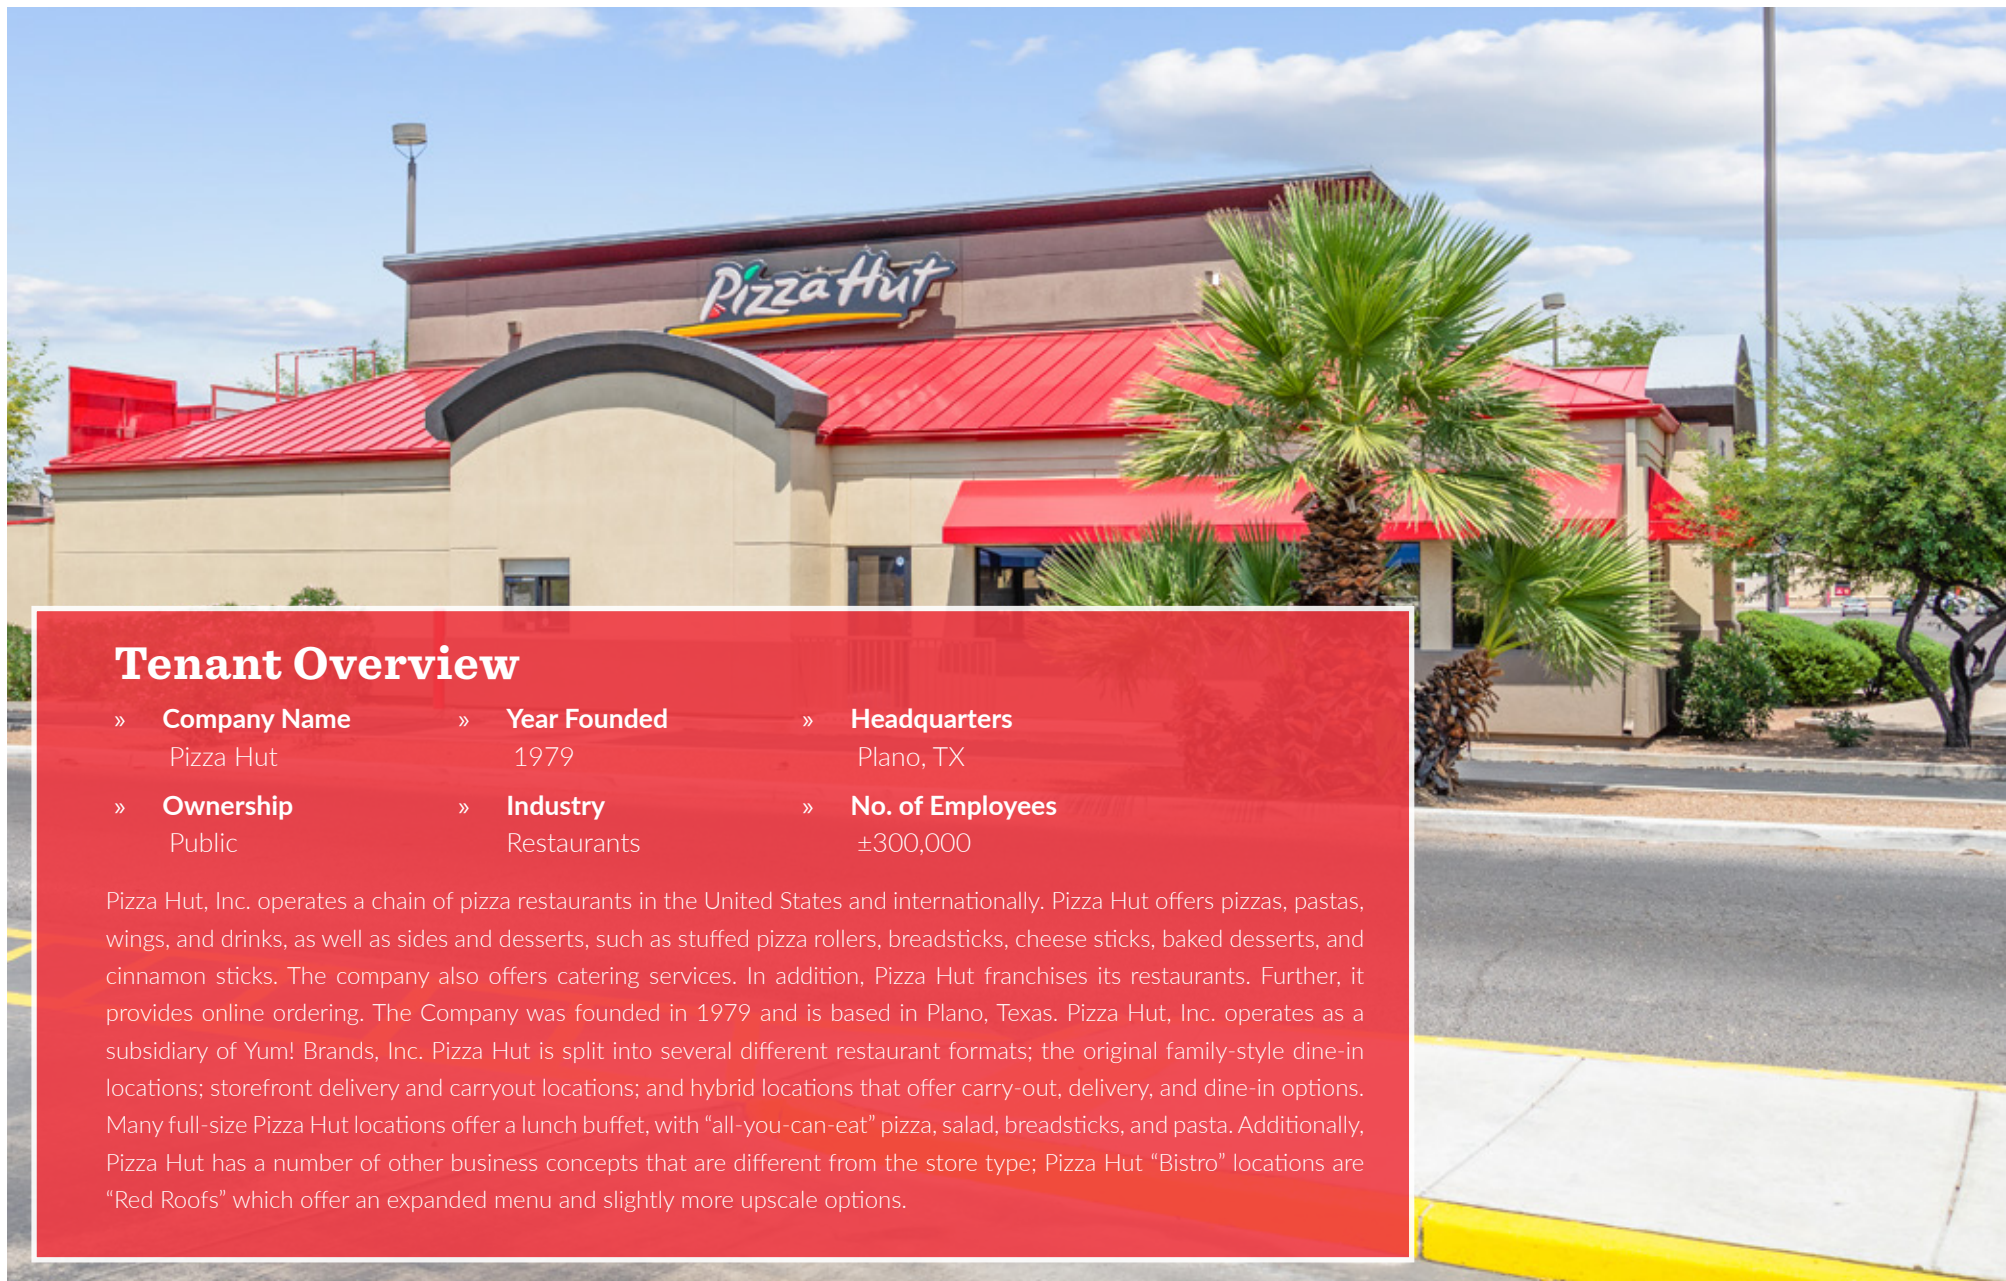 Pizza Hut
Tenant Overview
» Company Name » Year Founded » Headquarters
Pizza Hut 1979 Plano, TX
» Ownership » Industry » No. of Employees
Public Restaurants ±300,000
Pizza Hut, Inc. operates a chain of pizza restaurants in the United States and internationally. Pizza Hut offers pizzas, pastas,
wings, and drinks, as well as sides and desserts, such as stuffed pizza rollers, breadsticks, cheese sticks, baked desserts, and
cinnamon sticks. The company also offers catering services. In addition, Pizza Hut franchises its restaurants. Further, it
provides online ordering. The Company was founded in 1979 and is based in Plano, Texas. Pizza Hut, Inc. operates as a
subsidiary of Yum! Brands, Inc. Pizza Hut is split into several different restaurant formats; the original family-style dine-in
locations; storefront delivery and carryout locations; and hybrid locations that offer carry-out, delivery, and dine-in options.
Many full-size Pizza Hut locations offer a lunch buffet, with “all-you-can-eat” pizza, salad, breadsticks, and pasta. Additionally,
Pizza Hut has a number of other business concepts that are different from the store type; Pizza Hut “Bistro” locations are
“Red Roofs” which offer an expanded menu and slightly more upscale options.